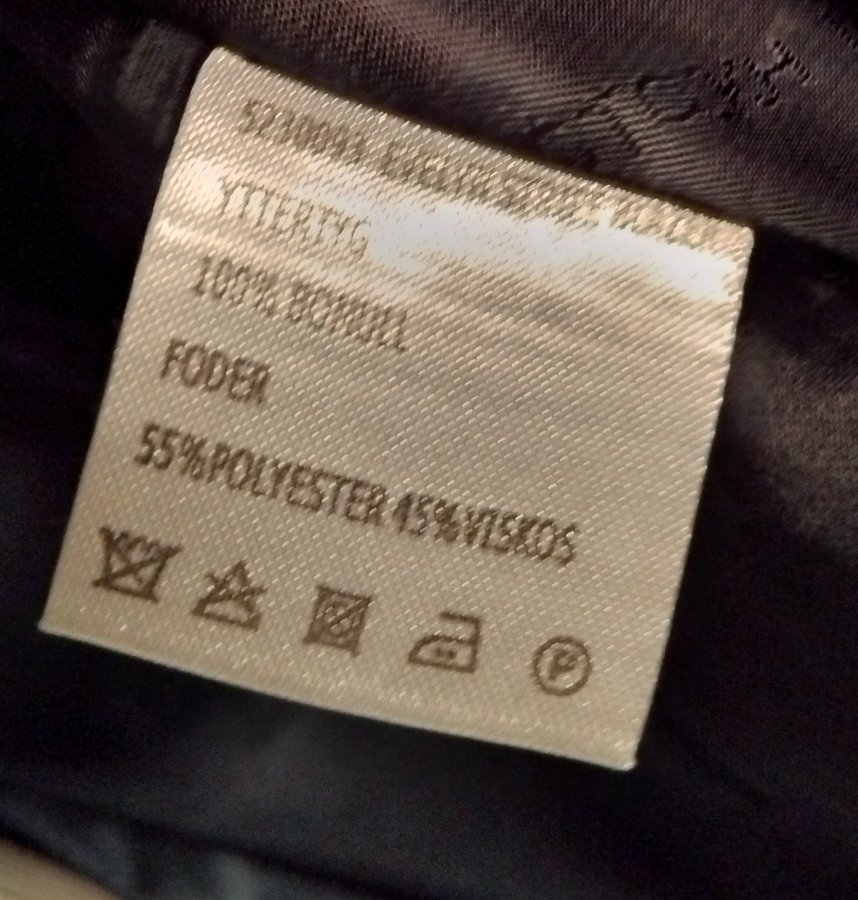 YTTERTYG
100% BOMULL
FODER
55%POLYESTER 45%VISKOS
P